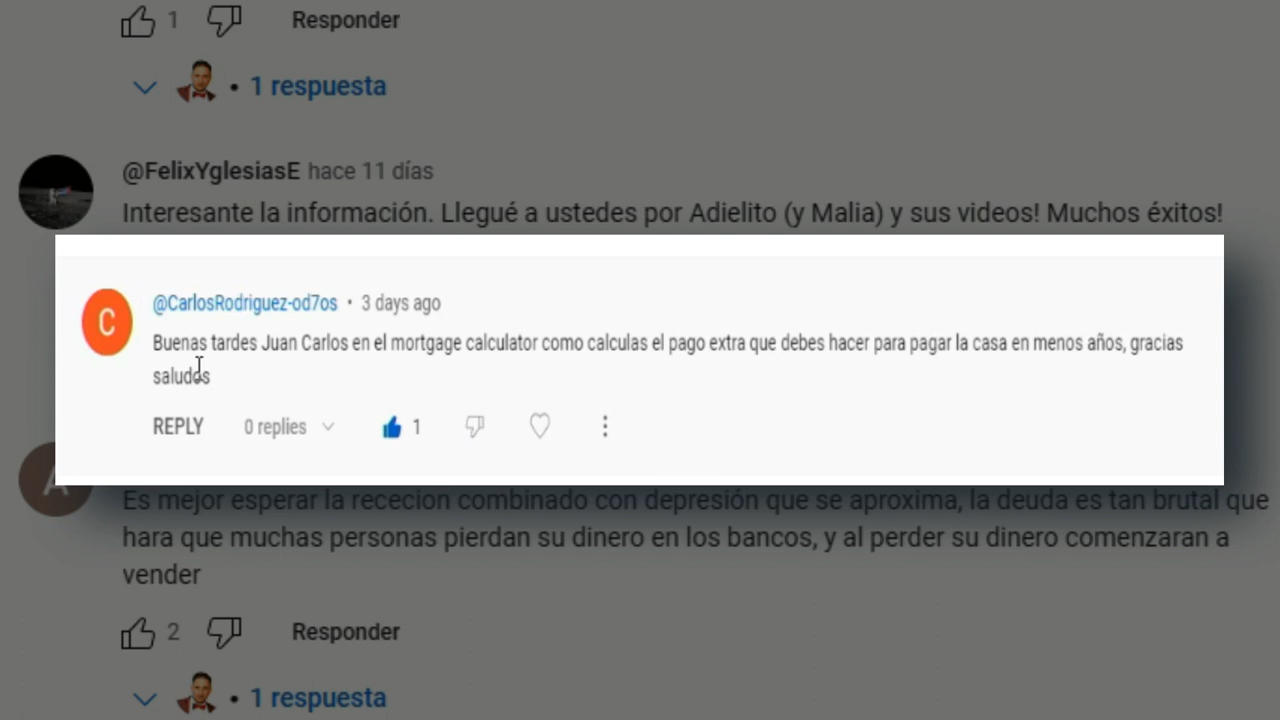 1 Responder
• 1 respuesta
@FelixYglesiasE hace 11 días
Interesante la información. Llegué a ustedes por Adielito (y Malia) y sus videos! Muchos éxitos!
C
@CarlosRodriguez-od7os • 3 days ago
Buenas tardes Juan Carlos en el mortgage calculator como calculas el pago extra que debes hacer para pagar la casa en menos años, gracias
saludos
REPLY 0 replies 1
A
Es mejor esperar la rececion combinado con depresión que se aproxima, la deuda es tan brutal que
hara que muchas personas pierdan su dinero en los bancos, y al perder su dinero comenzaran a
vender
2 Responder
• 1 respuesta